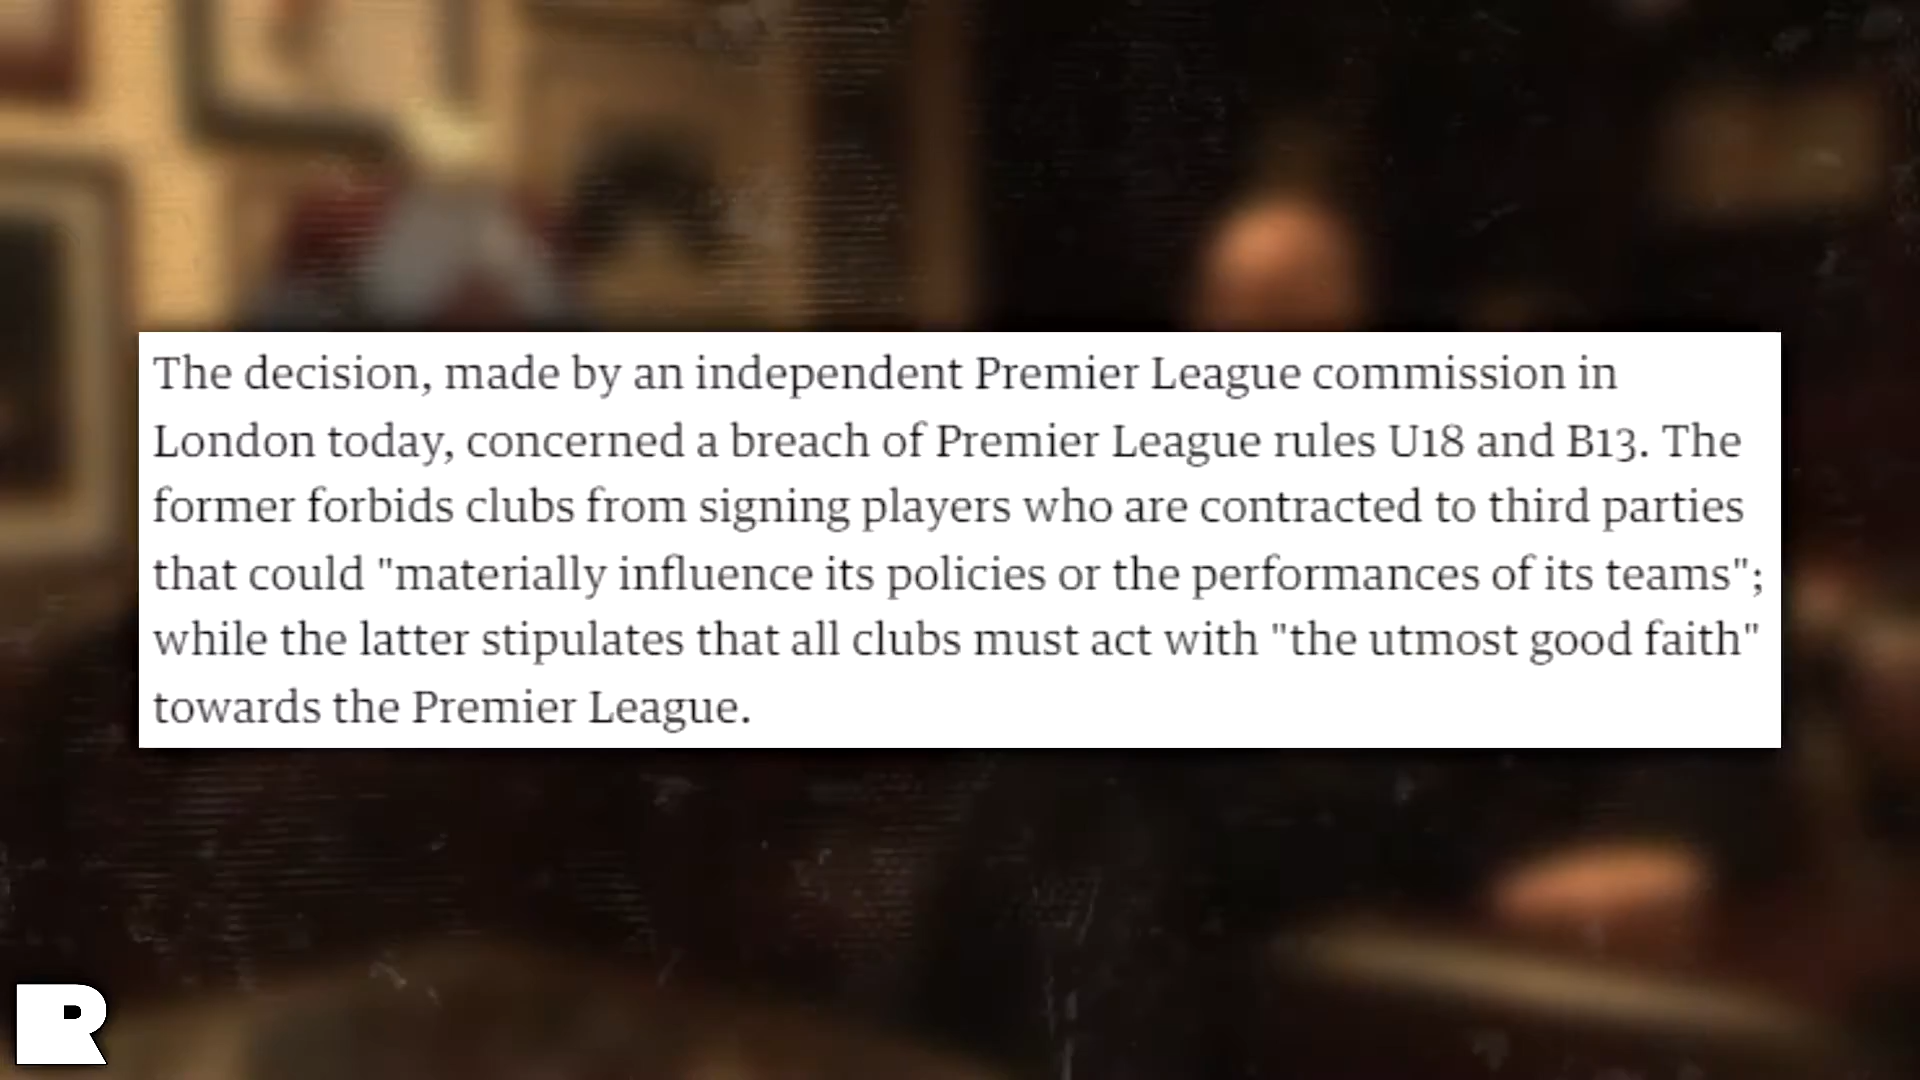 The decision, made by an independent Premier League commission in
London today, concerned a breach of Premier League rules U18 and B13. The
former forbids clubs from signing players who are contracted to third parties
that could "materially influence its policies or the performances of its teams";
while the latter stipulates that all clubs must act with "the utmost good faith"
towards the Premier League.
R